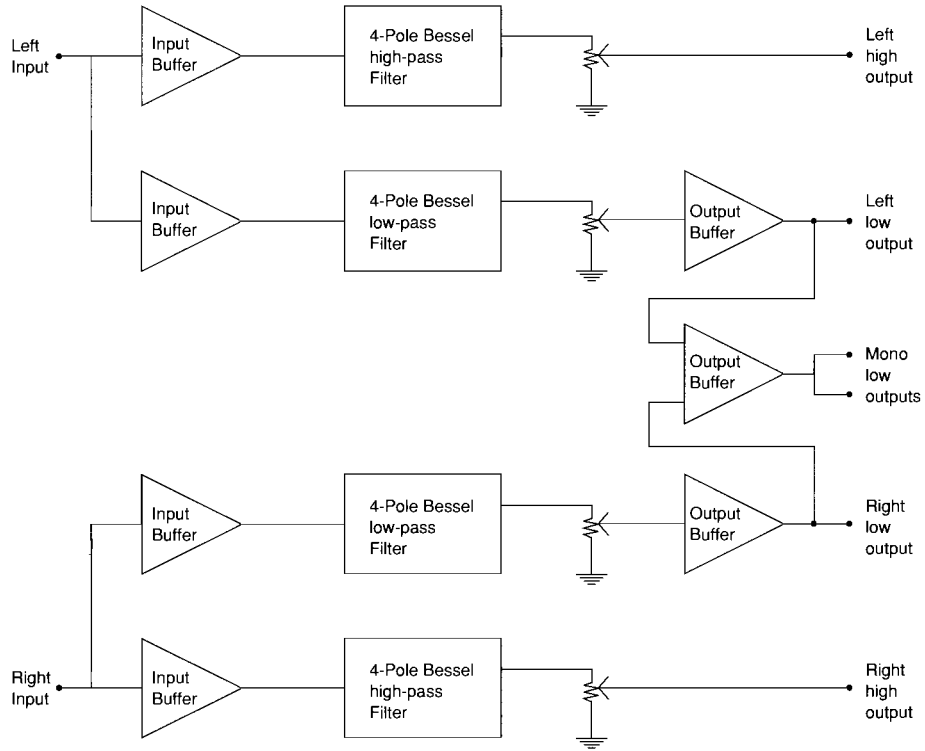 Left
Input
Input
Buffer
4-Pole Bessel
high-pass
Filter
Left
high
output
Input
Buffer
4-Pole Bessel
low-pass
Filter
Output
Buffer
Left
low
output
Output
Buffer
Mono
low
outputs
Input
Buffer
4-Pole Bessel
low-pass
Filter
Output
Buffer
Right
low
output
Right
Input
Input
Buffer
4-Pole Bessel
high-pass
Filter
Right
high
output